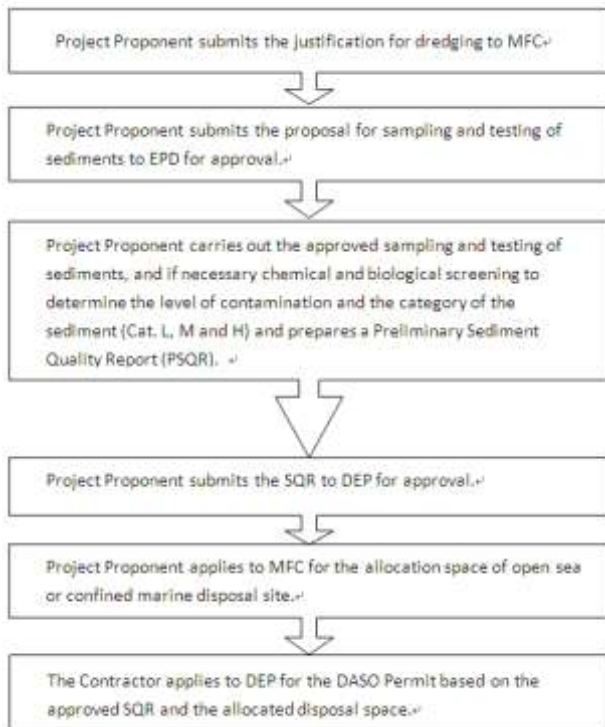 Project Proponent submits the justification for dredging to MFC↵
Project Proponent submits the proposal for sampling and testing of
sediments to EPD for approval.↵
Project Proponent carries out the approved sampling and testing of
sediments, and if necessary chemical and biological screening to
determine the level of contamination and the category of the
sediment (Cat. L, M and H) and prepares a Preliminary Sediment
Quality Report (PSQR). ↵
Project Proponent submits the SQR to DEP for approval.↵
Project Proponent applies to MFC for the allocation space of open sea
or confined marine disposal site.↵
The Contractor applies to DEP for the DASO Permit based on the
approved SQR and the allocated disposal space.↵